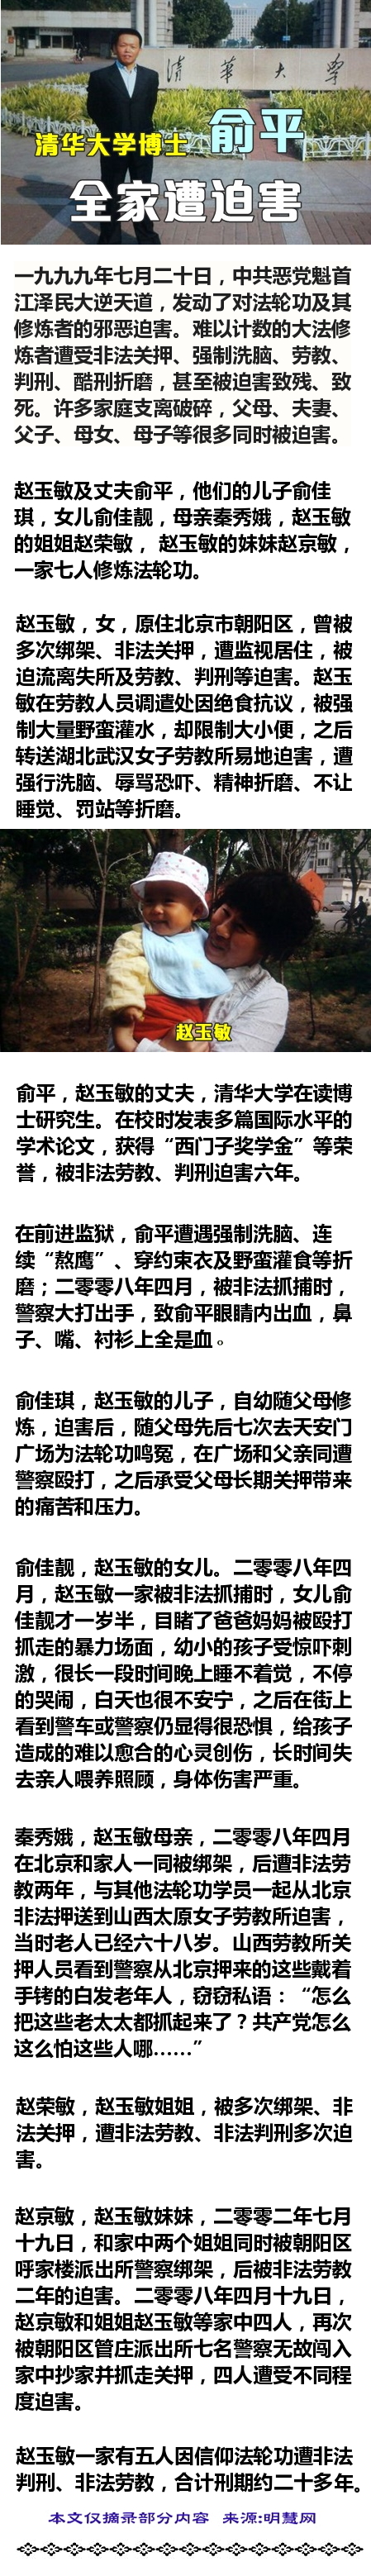 清华大学
清华大学博士 俞平
全家遭迫害
一九九九年七月二十日，中共恶党魁首
江泽民大逆天道，发动了对法轮功及其
修炼者的邪恶迫害。难以计数的大法修
炼者遭受非法关押、强制洗脑、劳教、
判刑、酷刑折磨，甚至被迫害致残、致
死。许多家庭支离破碎，父母、夫妻、
父子、母女、母子等很多同时被迫害。
赵玉敏及丈夫俞平，他们的儿子俞佳
琪，女儿俞佳靓，母亲秦秀娥，赵玉敏
的姐姐赵荣敏， 赵玉敏的妹妹赵京敏，
一家七人修炼法轮功。
赵玉敏，女，原住北京市朝阳区，曾被
多次绑架、非法关押，遭监视居住，被
迫流离失所及劳教、判刑等迫害。赵玉
敏在劳教人员调遣处因绝食抗议，被强
制大量野蛮灌水，却限制大小便，之后
转送湖北武汉女子劳教所易地迫害，遭
强行洗脑、辱骂恐吓、精神折磨、不让
睡觉、罚站等折磨。
赵玉敏
俞平，赵玉敏的丈夫，清华大学在读博
士研究生。在校时发表多篇国际水平的
学术论文，获得“西门子奖学金”等荣
誉，被非法劳教、判刑迫害六年。
在前进监狱，俞平遭遇强制洗脑、连
续“熬鹰”、穿约束衣及野蛮灌食等折
磨；二零零八年四月，被非法抓捕时，
警察大打出手，致俞平眼睛内出血，鼻
子、嘴、衬衫上全是血。
俞佳琪，赵玉敏的儿子，自幼随父母修
炼，迫害后，随父母先后七次去天安门
广场为法轮功鸣冤，在广场和父亲同遭
警察殴打，之后承受父母长期关押带来
的痛苦和压力。
俞佳靓，赵玉敏的女儿。二零零八年四
月，赵玉敏一家被非法抓捕时，女儿俞
佳靓才一岁半，目睹了爸爸妈妈被殴打
抓走的暴力场面，幼小的孩子受惊吓刺
激，很长一段时间晚上睡不着觉，不停
的哭闹，白天也很不安宁，之后在街上
看到警车或警察仍显得很恐惧，给孩子
造成的难以愈合的心灵创伤，长时间失
去亲人喂养照顾，身体伤害严重。
秦秀娥，赵玉敏母亲，二零零八年四月
在北京和家人一同被绑架，后遭非法劳
教两年，与其他法轮功学员一起从北京
非法押送到山西太原女子劳教所迫害，
当时老人已经六十八岁。山西劳教所关
押人员看到警察从北京押来的这些戴着
手铐的白发老年人，窃窃私语：“怎么
把这些老太太都抓起来了？共产党怎么
这么怕这些人哪……”
赵荣敏，赵玉敏姐姐，被多次绑架、非
法关押，遭非法劳教、非法判刑多次迫
害。
赵京敏，赵玉敏妹妹，二零零二年七月
十九日，和家中两个姐姐同时被朝阳区
呼家楼派出所警察绑架，后被非法劳教
二年的迫害。二零零八年四月十九日，
赵京敏和姐姐赵玉敏等家中四人，再次
被朝阳区管庄派出所七名警察无故闯入
家中抄家并抓走关押，四人遭受不同程
度迫害。
赵玉敏一家有五人因信仰法轮功遭非法
判刑、非法劳教，合计刑期约二十多年。
本文仅摘录部分内容 来源:明慧网